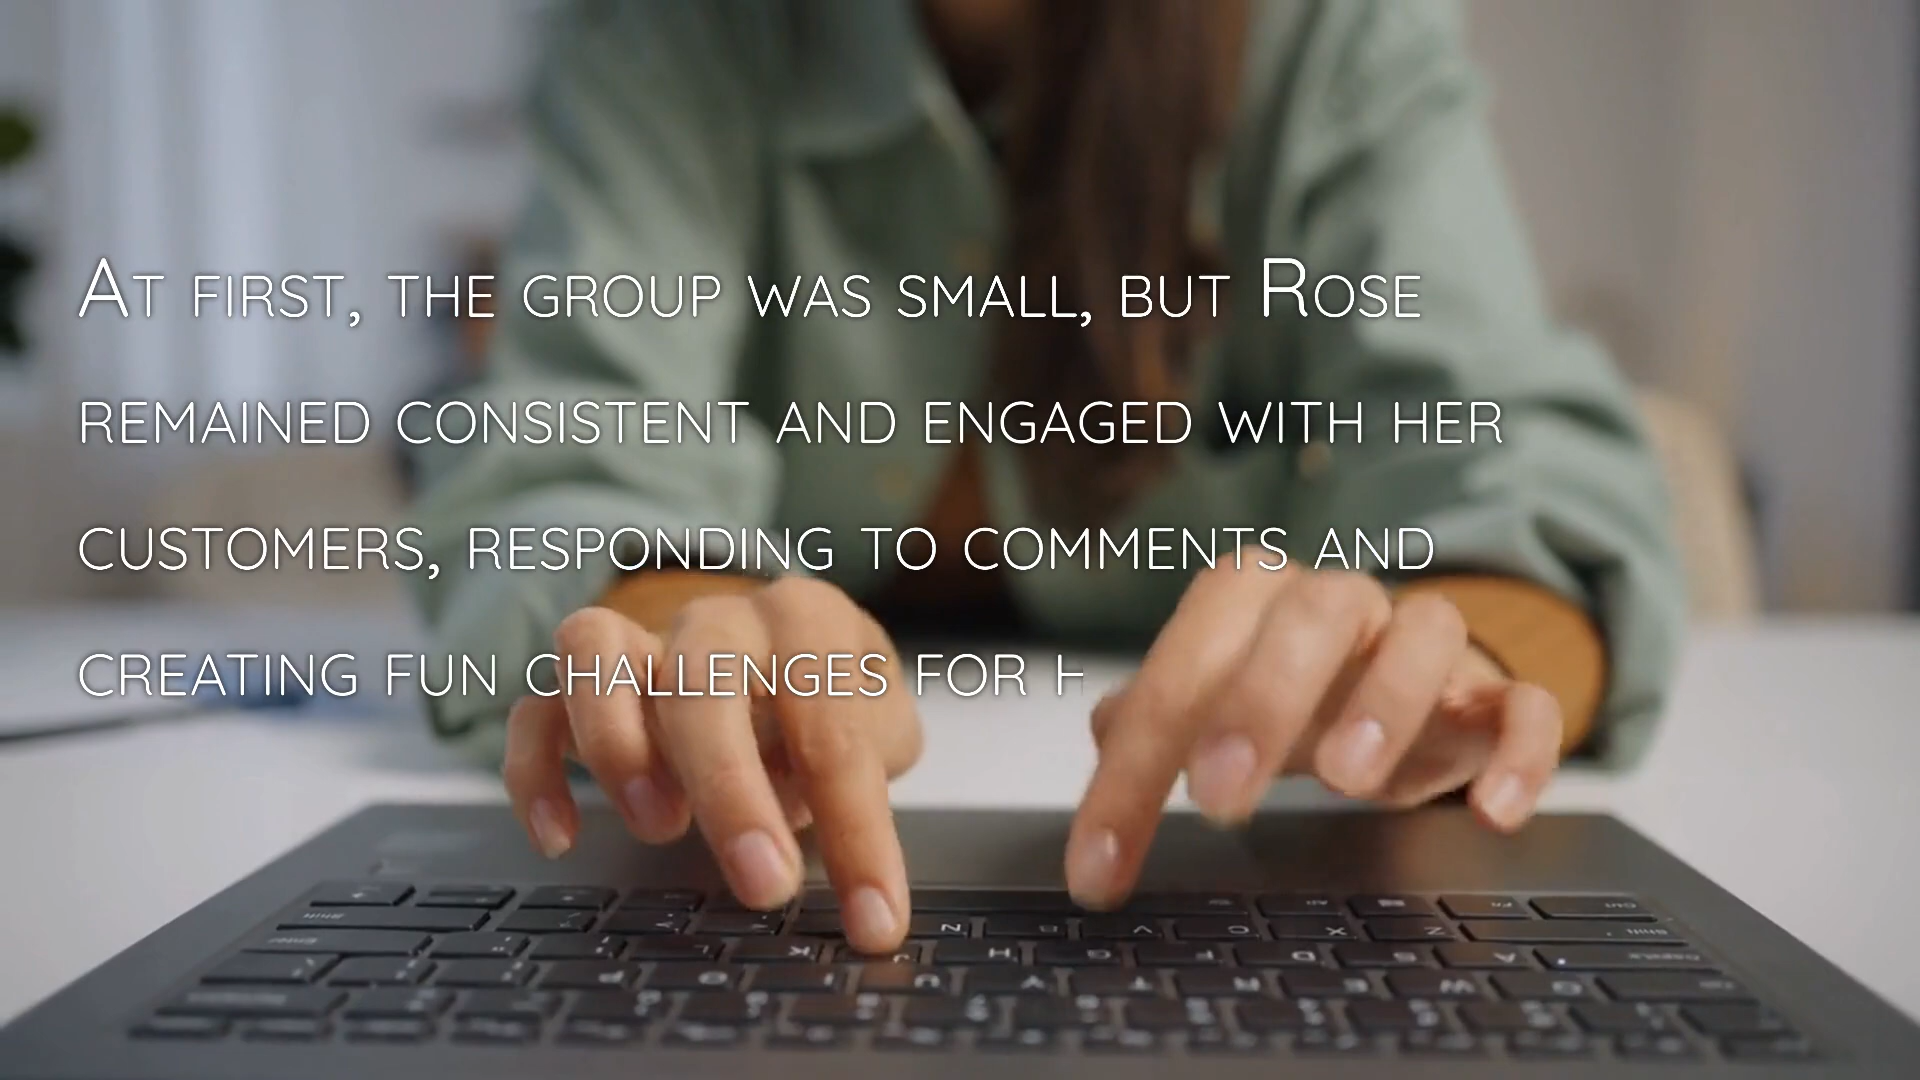 At first, the group was small, but Rose
remained consistent and engaged with her
customers, responding to comments and
creating fun challenges for